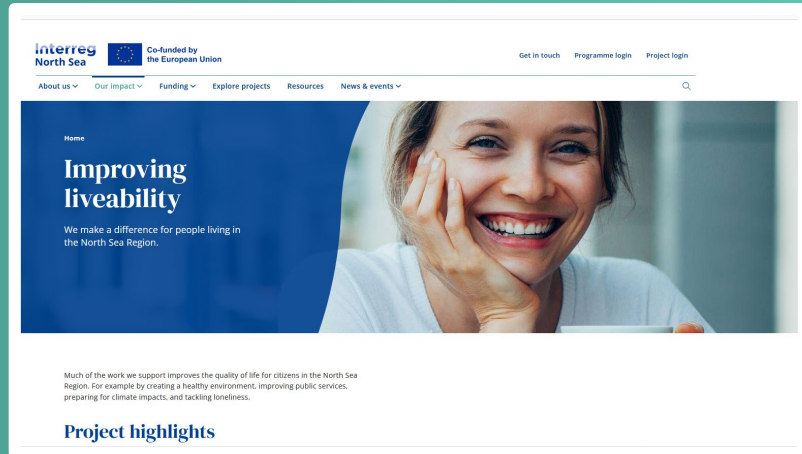 Interreg
North Sea
Co-funded by
the European Union
Get in touch Programme login Project login
About us Our impact Funding Explore projects Resources News & events
Home
Improving
liveability
We make a difference for people living in
the North Sea Region.
Much of the work we support improves the quality of life for citizens in the North Sea
Region. For example by creating a healthy environment, improving public services,
preparing for climate impacts, and tackling loneliness.
Project highlights